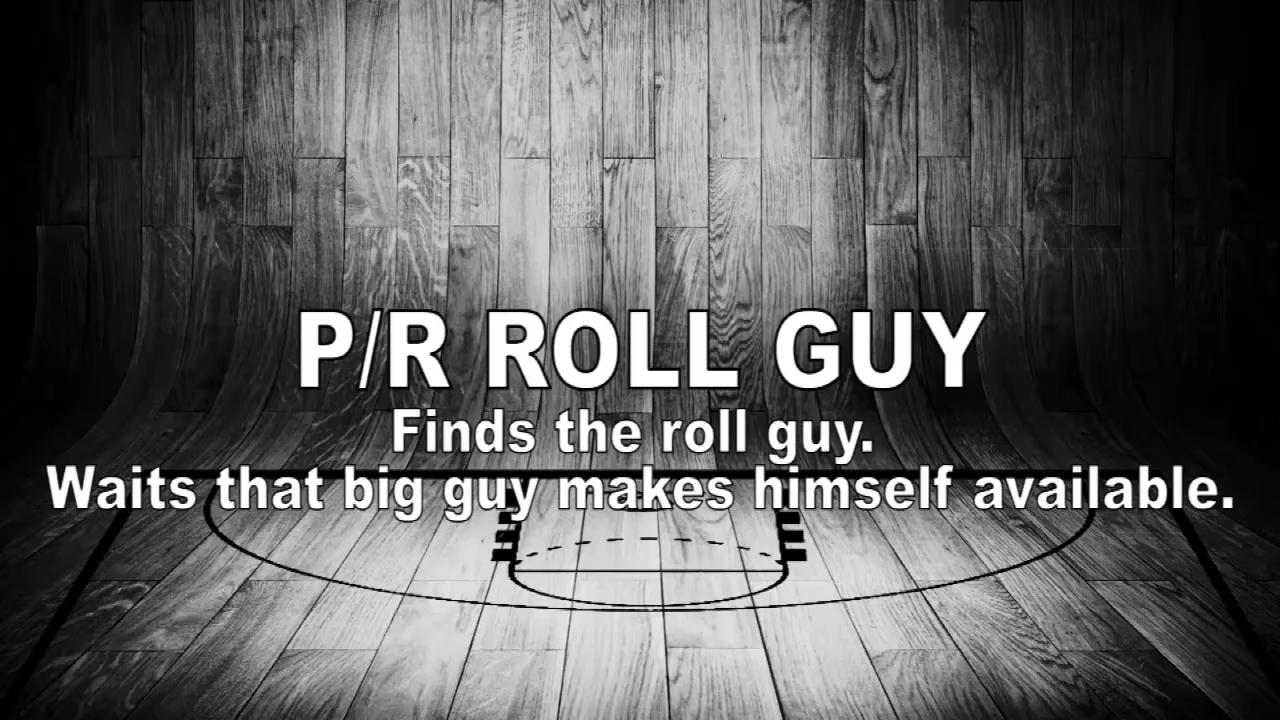 P/R ROLL GUY
Finds the roll guy.
Waits that big guy makes himself available.